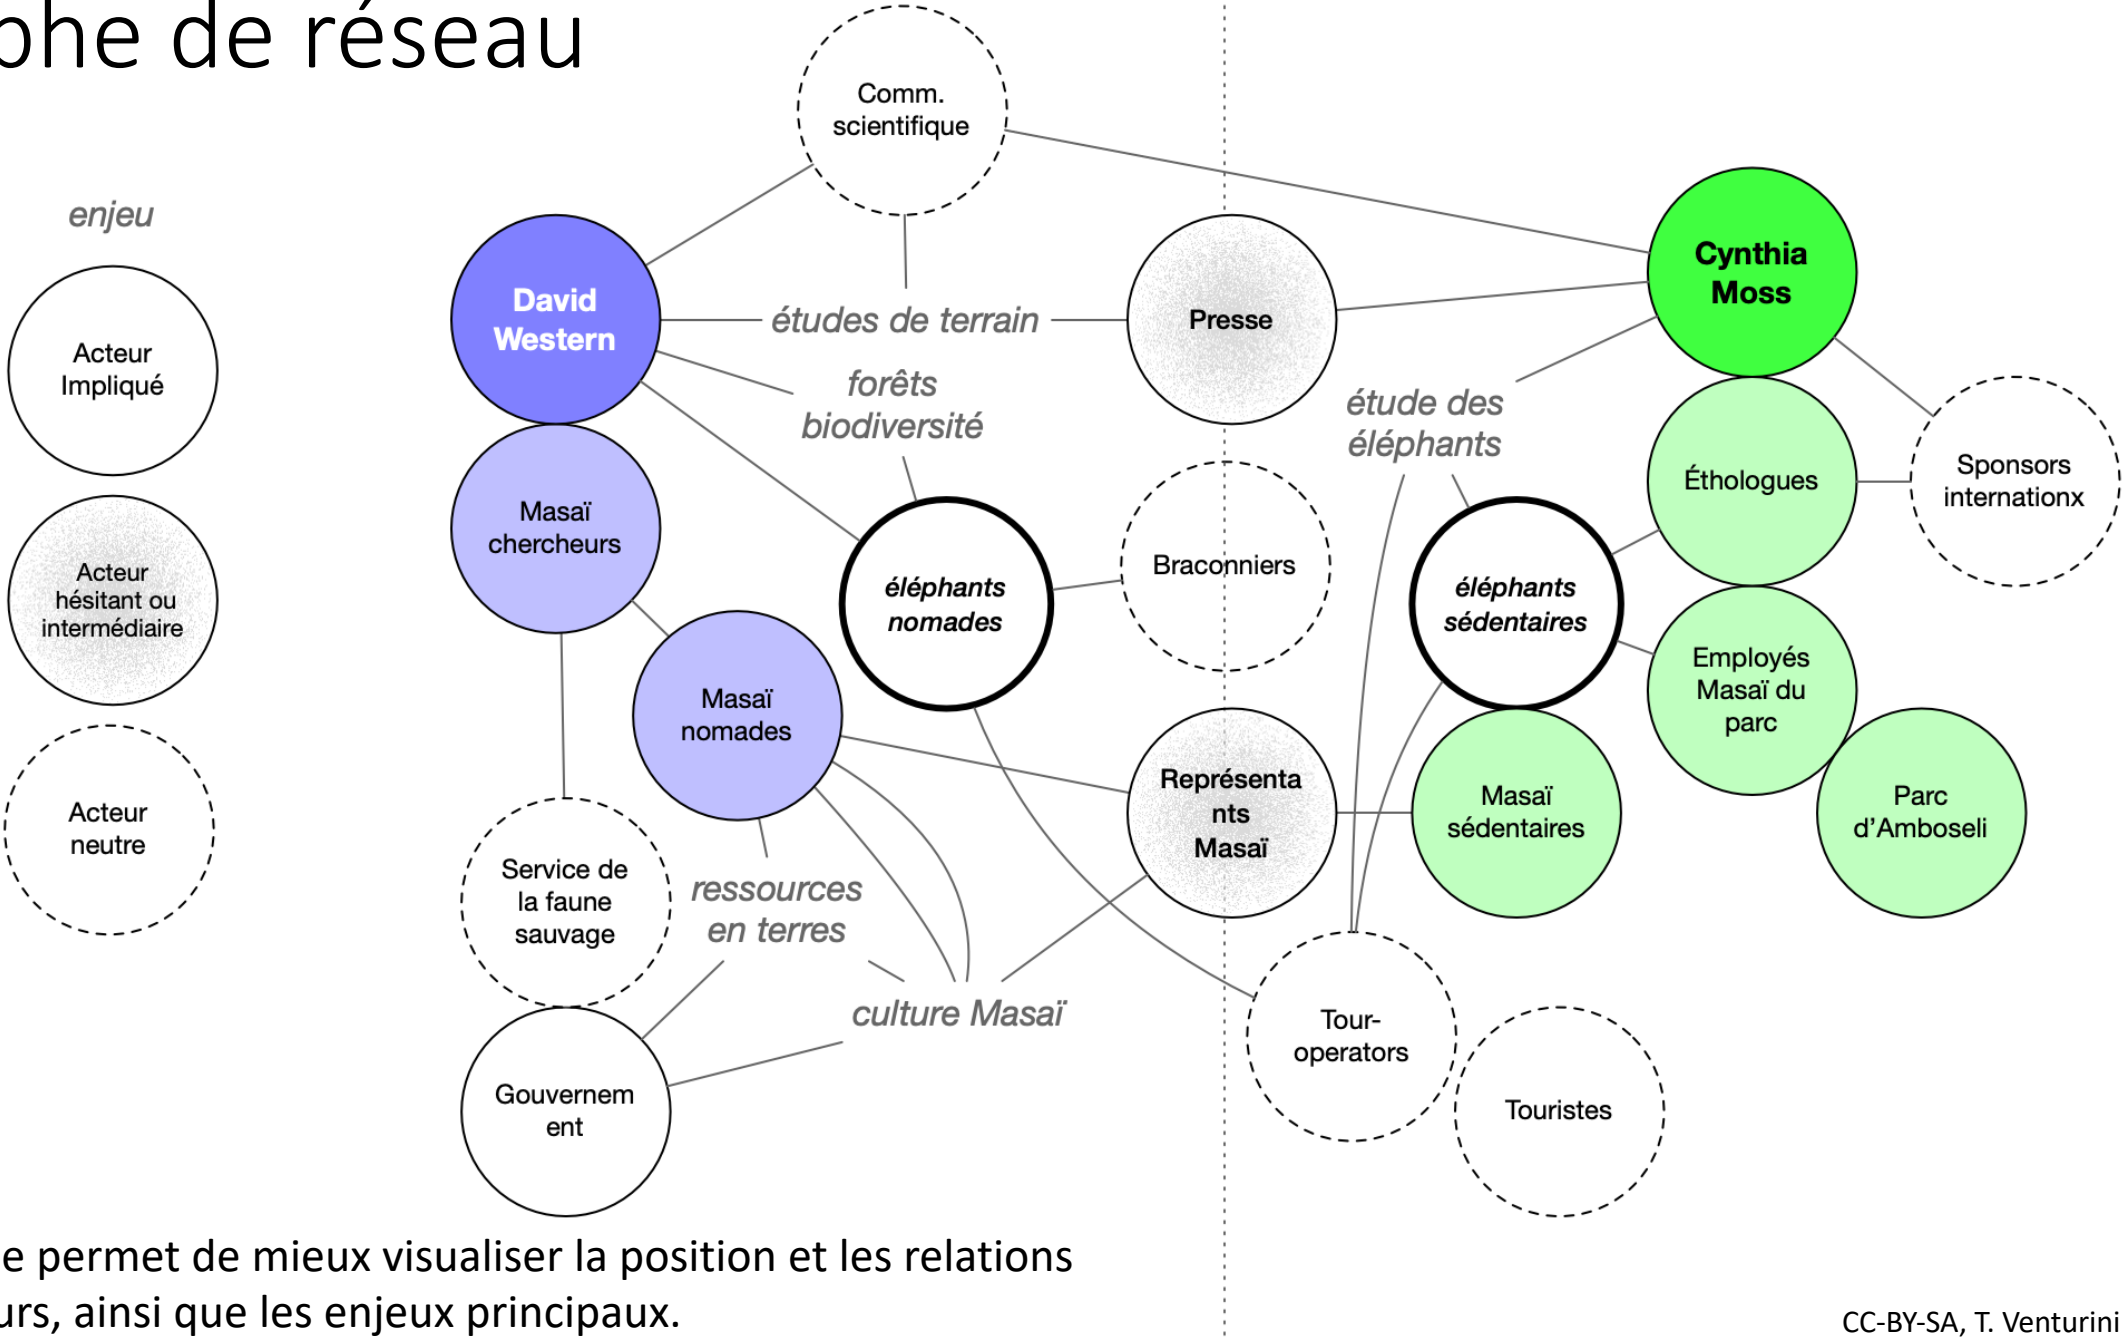 phe de réseau
enjeu
Acteur
Impliqué
Acteur
hésitant ou
intermédiaire
Acteur
neutre
Comm.
scientifique
David
Western
études de terrain
Presse
Cynthia
Moss
forêts
biodiversité
étude des
éléphants
Masaï
chercheurs
éléphants
nomades
Braconniers
éléphants
sédentaires
Éthologues
Sponsors
internationx
Masaï
nomades
Employés
Masaï du
parc
Représenta
nts
Masaï
Masaï
sédentaires
Parc
d'Amboseli
Service de
la faune
sauvage
ressources
en terres
culture Masaï
Tour-
operators
Gouvernem
ent
Touristes
e permet de mieux visualiser la position et les relations
urs, ainsi que les enjeux principaux.
CC-BY-SA, T. Venturini